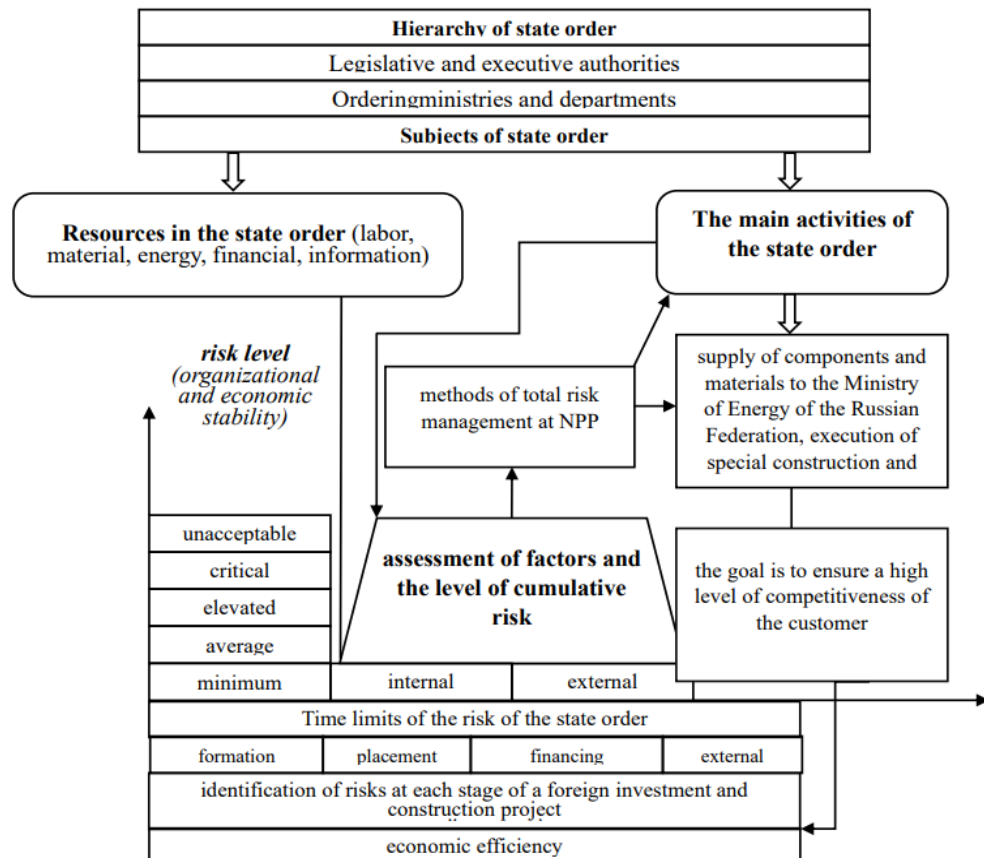 Hierarchy of state order
Legislative and executive authorities
Orderingministries and departments
Subjects of state order
Resources in the state order (labor,
material, energy, financial, information)
The main activities of
the state order
risk level
(organizational
and economic
stability)
methods of total risk
management at NPP
supply of components and
materials to the Ministry
of Energy of the Russian
Federation, execution of
special construction and
unacceptable
critical
elevated
average
minimum
assessment of factors and
the level of cumulative
risk
the goal is to ensure a high
level of competitiveness of
the customer
internal
external
Time limits of the risk of the state order
formation
placement
financing
external
identification of risks at each stage of a foreign investment and
construction project
economic efficiency